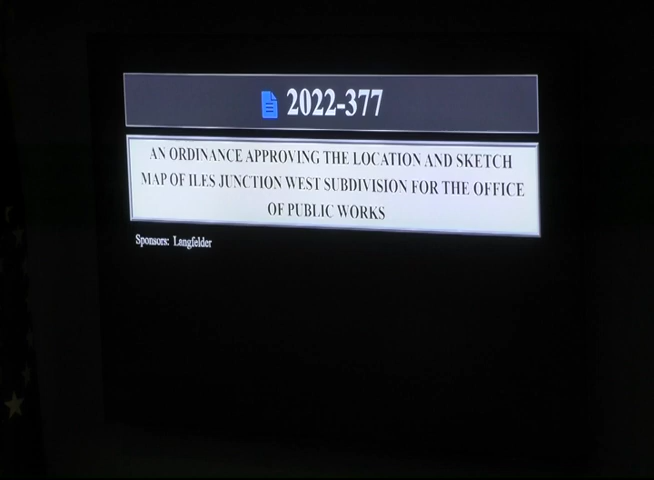 2022-377
AN ORDINANCE APPROVING THE LOCATION AND SKETCH
MAP OF ILES JUNCTION WEST SUBDIVISION FOR THE OFFICE
OF PUBLIC WORKS
Sponsors: Langfelder